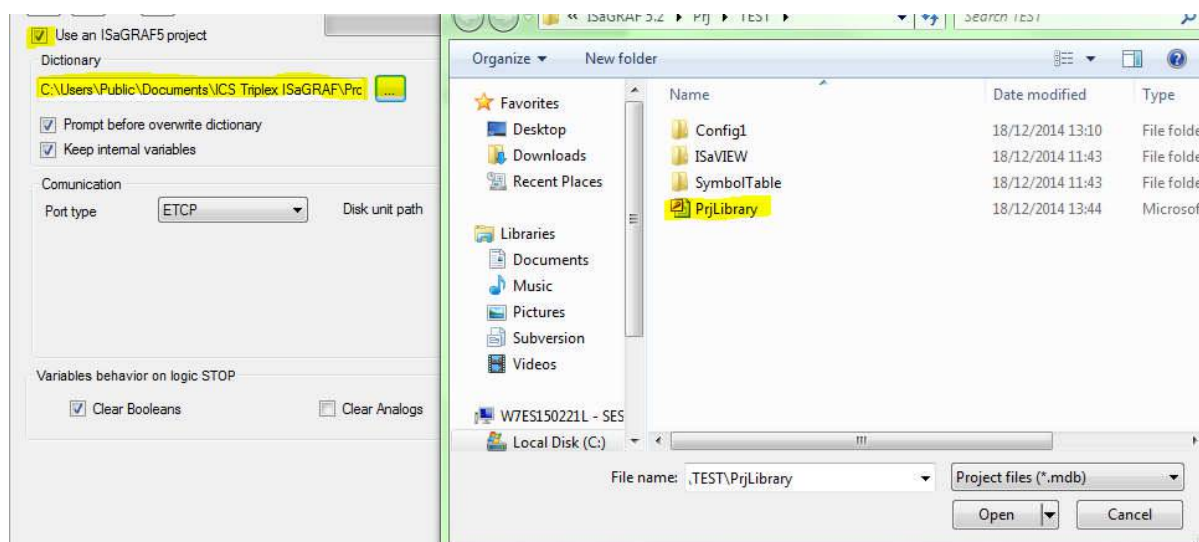 Use an ISaGRAF5 project
Dictionary
C:\Users\Public\Documents\ICS Triplex ISaGRAF\Prc ...
Prompt before overwrite dictionary
Keep internal variables
Comunication
Port type ETCP Disk unit path
Variables behavior on logic STOP
Clear Booleans Clear Analogs
« ISaGRAF 5.2 Prj TEST Search TEST
Organize New folder
Favorites
Desktop
Downloads
Recent Places
Libraries
Documents
Music
Pictures
Subversion
Videos
W7ES150221L - SES
Local Disk (C:)
Name Date modified Type
Config1 18/12/2014 13:10 File folde
ISaVIEW 18/12/2014 11:43 File folde
SymbolTable 18/12/2014 11:43 File folde
PrjLibrary 18/12/2014 13:44 Microsof
File name: .TEST\PrjLibrary Project files (*.mdb)
Open Cancel